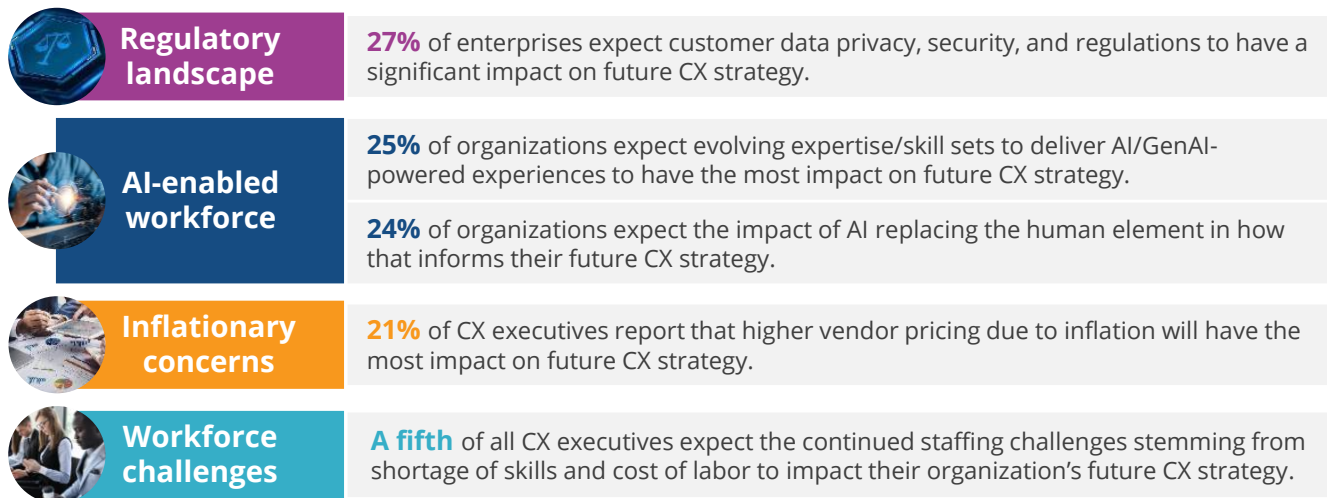 Regulatory
landscape
27% of enterprises expect customer data privacy, security, and regulations to have a
significant impact on future CX strategy.
AI-enabled
workforce
25% of organizations expect evolving expertise/skill sets to deliver AI/GenAI-
powered experiences to have the most impact on future CX strategy.
24% of organizations expect the impact of AI replacing the human element in how
that informs their future CX strategy.
Inflationary
concerns
21% of CX executives report that higher vendor pricing due to inflation will have the
most impact on future CX strategy.
Workforce
challenges
A fifth of all CX executives expect the continued staffing challenges stemming from
shortage of skills and cost of labor to impact their organization’s future CX strategy.